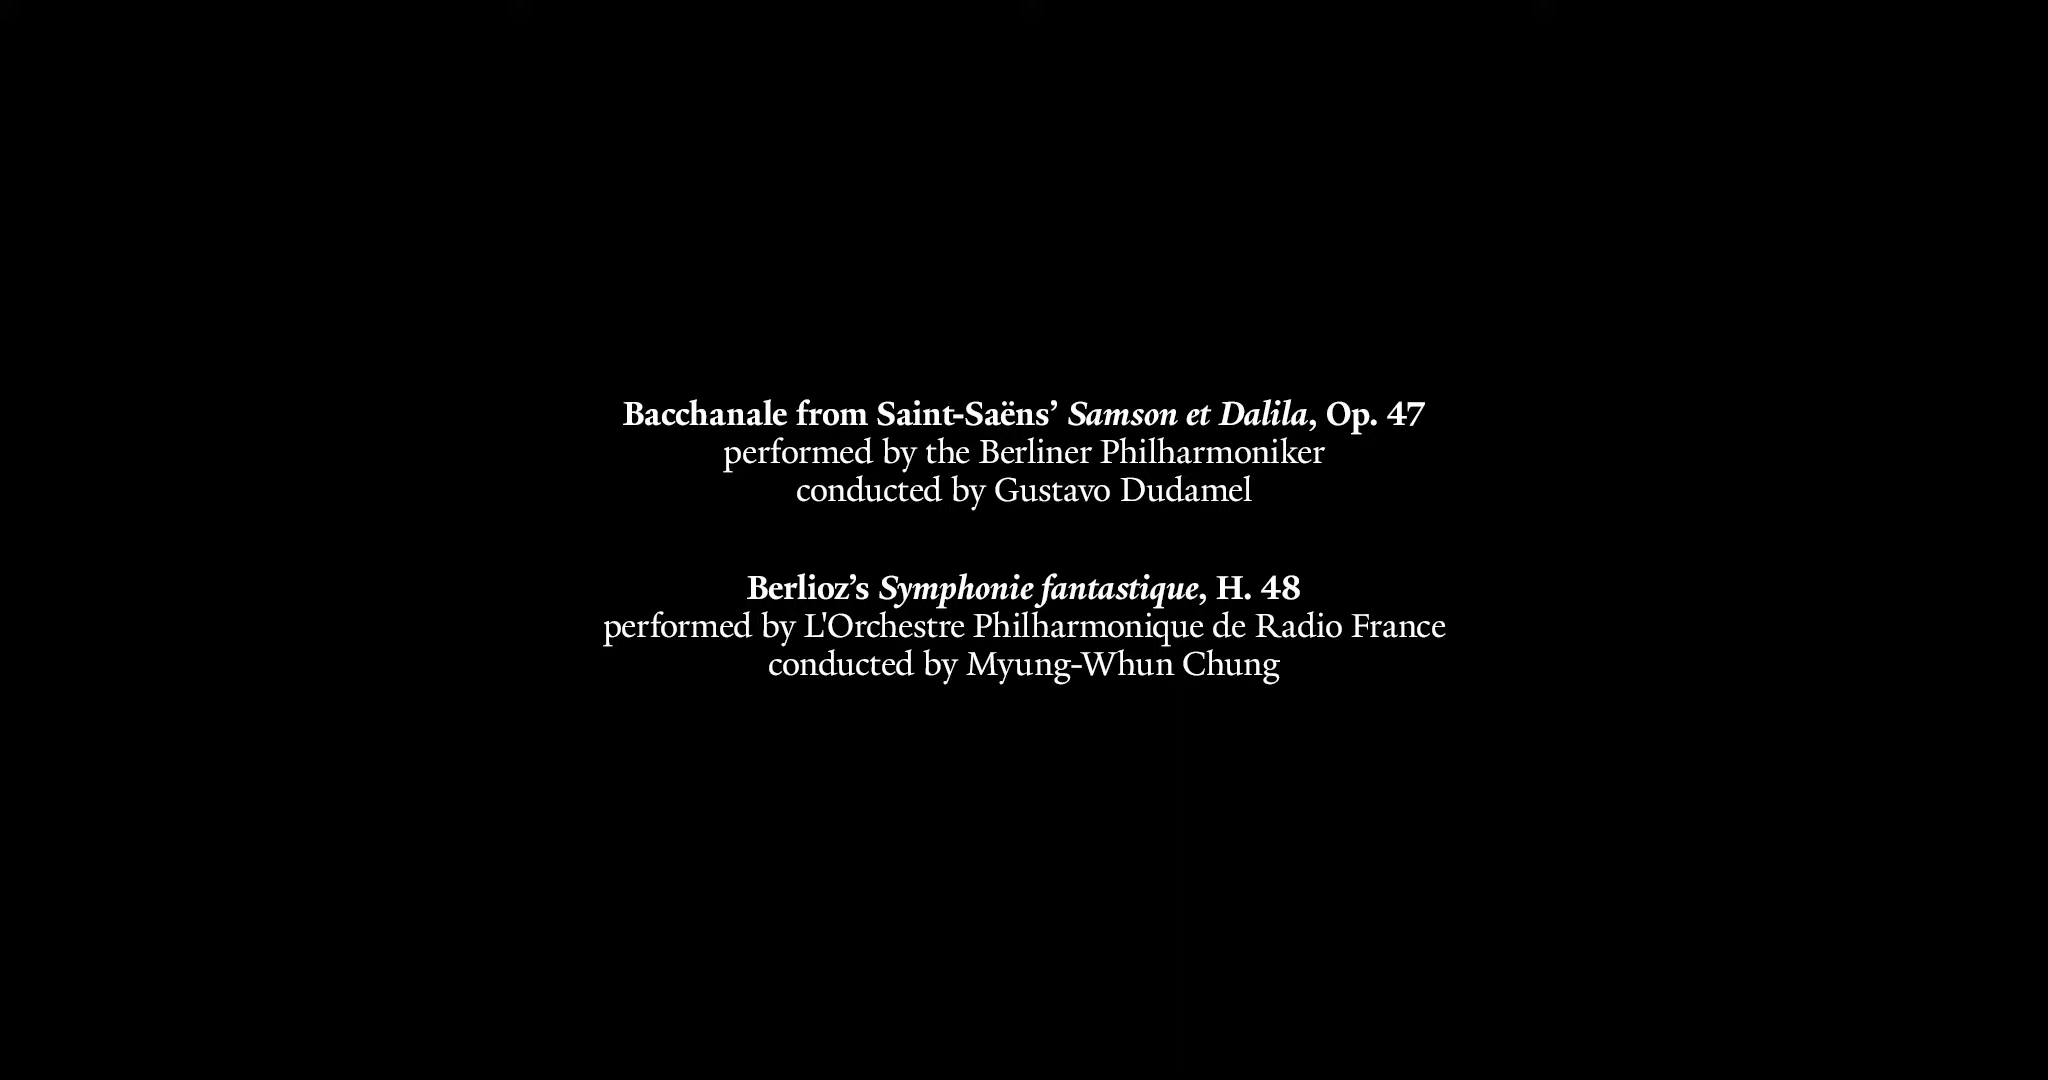 Bacchanale from Saint-Saëns’ Samson et Dalila, Op. 47
performed by the Berliner Philharmoniker
conducted by Gustavo Dudamel
Berlioz’s Symphonie fantastique, H. 48
performed by L'Orchestre Philharmonique de Radio France
conducted by Myung-Whun Chung